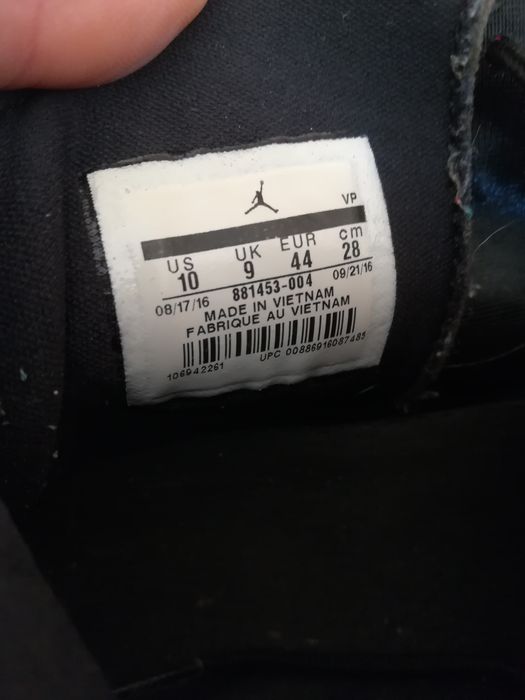 VP
US UK EUR cm
10 9 44 28
08/17/16 881453-004 09/21/16
MADE IN VIETNAM
FABRIQUE AU VIETNAM
106942261 UPC 00886916087485